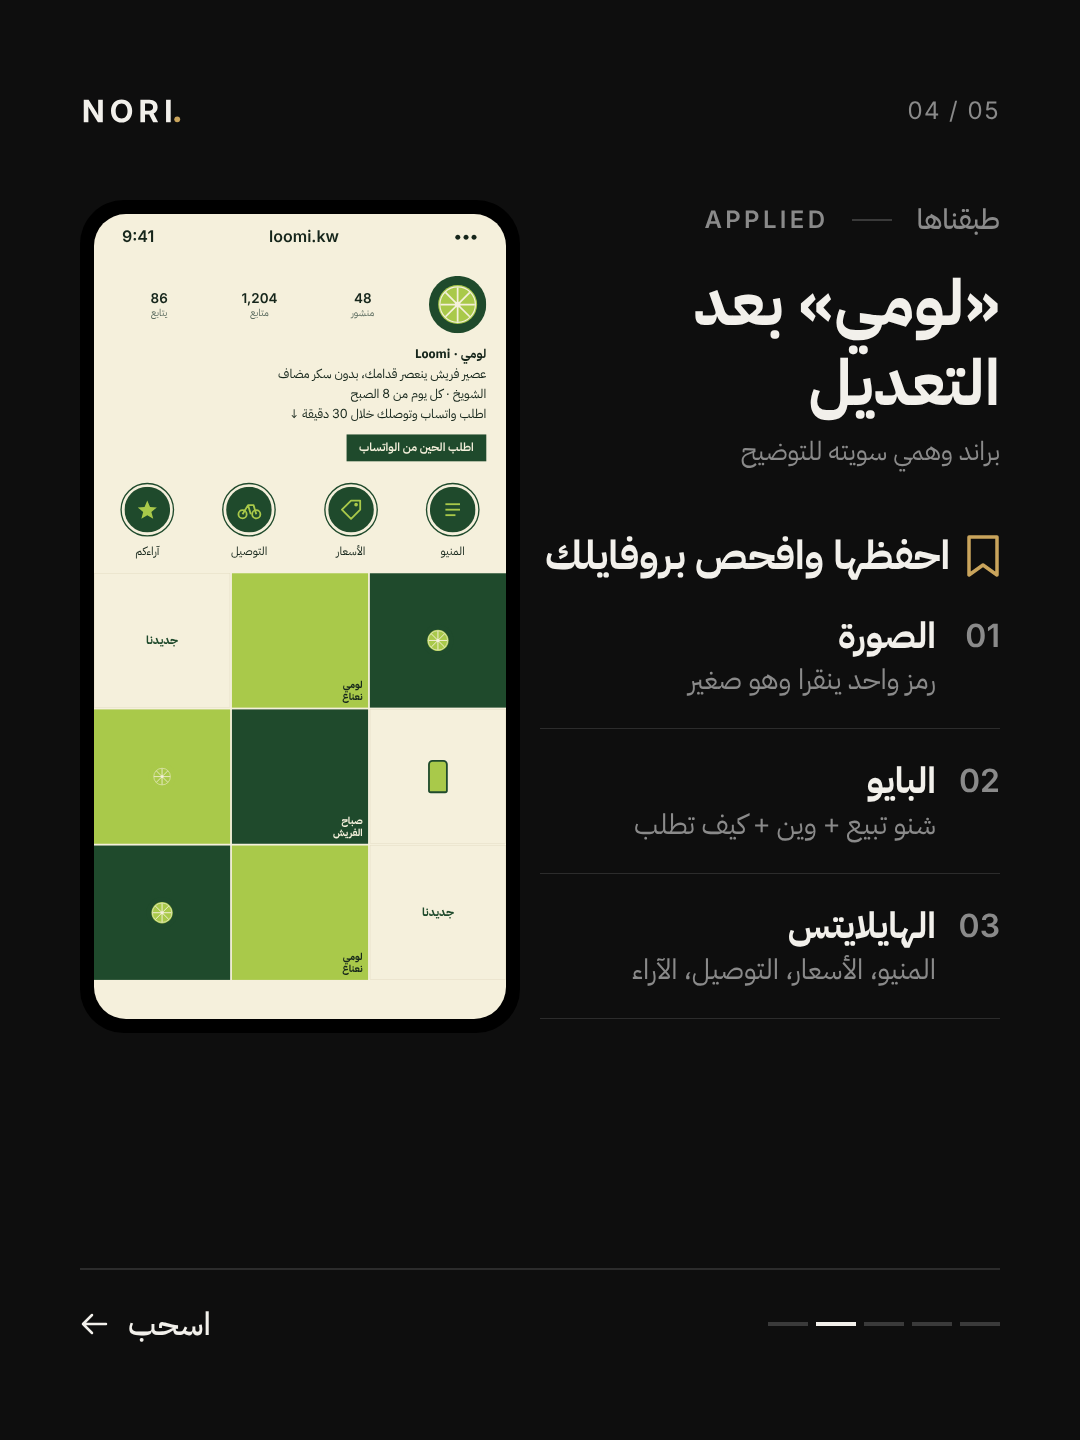 NORI.
04 / 05
طبقناها — APPLIED
«لومي» بعد
التعديل
براند وهمي سويته للتوضيح
احفظها وافحص بروفايلك
01 الصورة
رمز واحد ينقرا وهو صغير
02 البايو
شنو تبيع + وين + كيف تطلب
03 الهايلايتس
المنيو، الأسعار، التوصيل، الآراء
9:41 loomi.kw •••
48 1,204 86
منشور متابع يتابع
لومي · Loomi
عصير فريش ينعصر قدامك، بدون سكر مضاف
الشويخ · كل يوم من 8 الصبح
اطلب واتساب وتوصلك خلال 30 دقيقة ↓
اطلب الحين من الواتساب
المنيو الأسعار التوصيل آراءكم
جديدنا
لومي
نعناع
صباح
الفريش
جديدنا
لومي
نعناع
اسحب ←